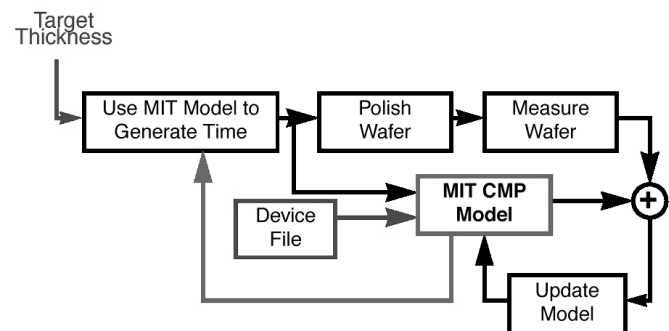 Target
Thickness
Use MIT Model to
Generate Time
Polish
Wafer
Measure
Wafer
MIT CMP
Model
+
Device
File
Update
Model